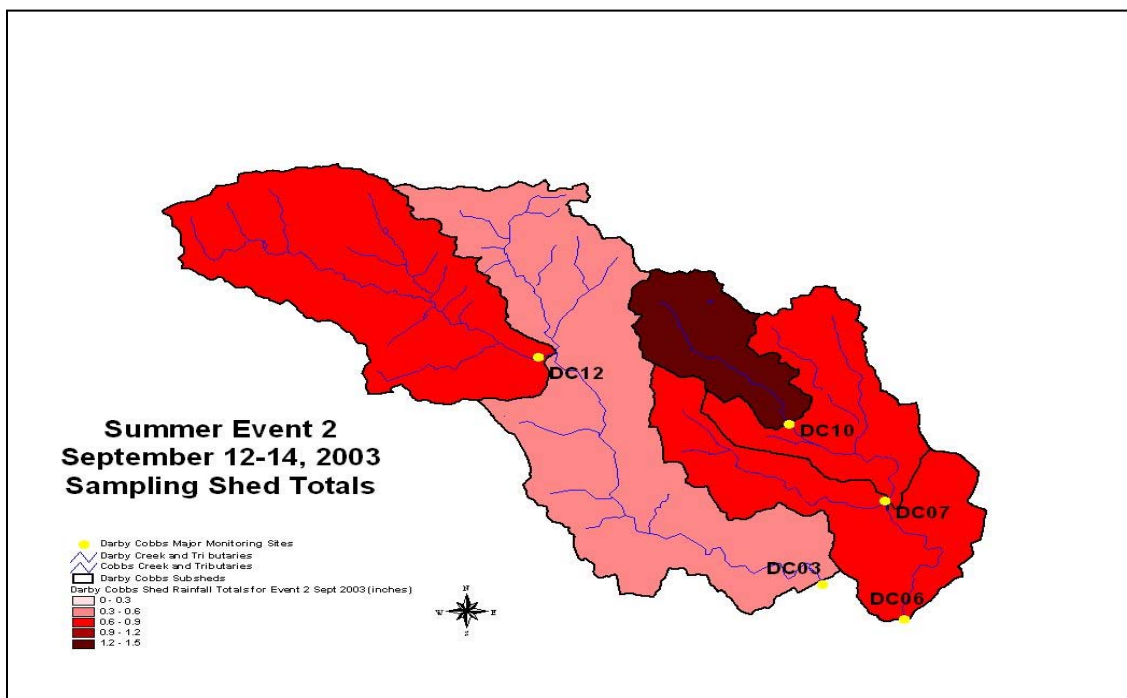 DC12
DC10
DC07
DC03
DC06
Summer Event 2
September 12-14, 2003
Sampling Shed Totals
Darby Cobbs Major Monitoring Sites
Darby Creek and Tributaries
Cobbs Creek and Tributaries
Darby Cobbs Subsheds
Darby Cobbs Shed Rainfall Totals for Event 2 Sept 2003 (inches)
0 - 0.3
0.3 - 0.6
0.6 - 0.9
0.9 - 1.2
1.2 - 1.5
N
W E
S